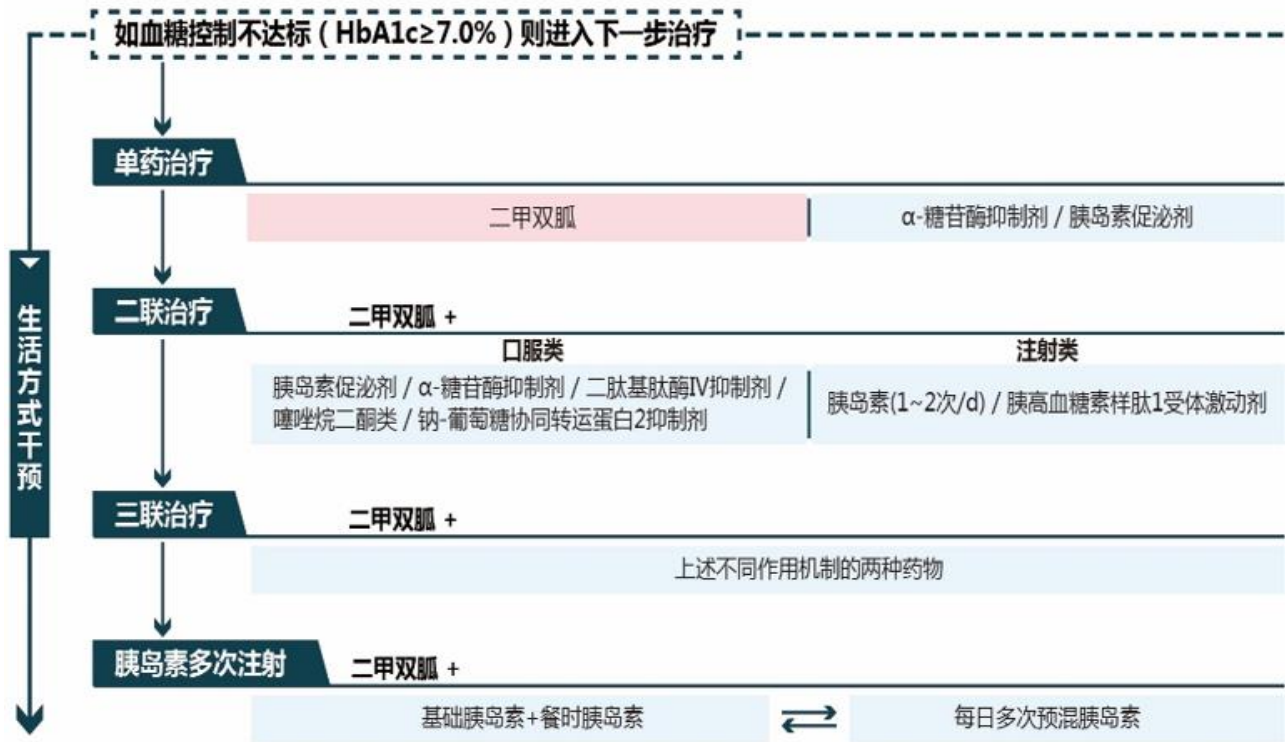 如血糖控制不达标（HbA1c≥7.0%）则进入下一步治疗
单药治疗
二甲双胍
α-糖苷酶抑制剂 / 胰岛素促泌剂
二联治疗
二甲双胍 +
口服类
注射类
胰岛素促泌剂 / α-糖苷酶抑制剂 / 二肽基肽酶Ⅳ抑制剂 /
噻唑烷二酮类 / 钠-葡萄糖协同转运蛋白2抑制剂
胰岛素(1~2次/d) / 胰高血糖素样肽1受体激动剂
三联治疗
二甲双胍 +
上述不同作用机制的两种药物
胰岛素多次注射
二甲双胍 +
基础胰岛素+餐时胰岛素
每日多次预混胰岛素
生活方式干预